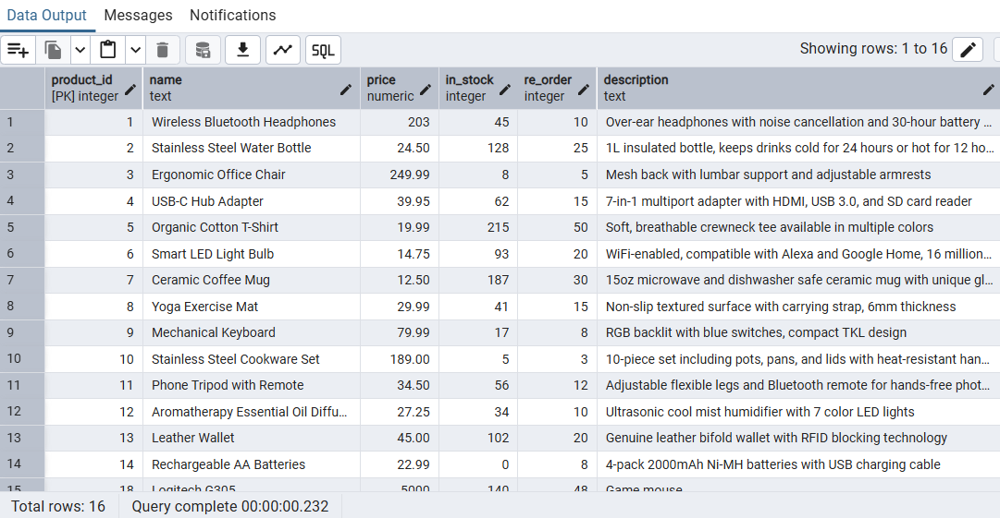 Data Output Messages Notifications
SQL Showing rows: 1 to 16
product_id name price in_stock re_order description
[PK] integer text numeric integer integer text
1 1 Wireless Bluetooth Headphones 203 45 10 Over-ear headphones with noise cancellation and 30-hour battery ...
2 2 Stainless Steel Water Bottle 24.50 128 25 1L insulated bottle, keeps drinks cold for 24 hours or hot for 12 ho...
3 3 Ergonomic Office Chair 249.99 8 5 Mesh back with lumbar support and adjustable armrests
4 4 USB-C Hub Adapter 39.95 62 15 7-in-1 multiport adapter with HDMI, USB 3.0, and SD card reader
5 5 Organic Cotton T-Shirt 19.99 215 50 Soft, breathable crewneck tee available in multiple colors
6 6 Smart LED Light Bulb 14.75 93 20 WiFi-enabled, compatible with Alexa and Google Home, 16 million...
7 7 Ceramic Coffee Mug 12.50 187 30 15oz microwave and dishwasher safe ceramic mug with unique gl...
8 8 Yoga Exercise Mat 29.99 41 15 Non-slip textured surface with carrying strap, 6mm thickness
9 9 Mechanical Keyboard 79.99 17 8 RGB backlit with blue switches, compact TKL design
10 10 Stainless Steel Cookware Set 189.00 5 3 10-piece set including pots, pans, and lids with heat-resistant han...
11 11 Phone Tripod with Remote 34.50 56 12 Adjustable flexible legs and Bluetooth remote for hands-free phot...
12 12 Aromatherapy Essential Oil Diffu... 27.25 34 10 Ultrasonic cool mist humidifier with 7 color LED lights
13 13 Leather Wallet 45.00 102 20 Genuine leather bifold wallet with RFID blocking technology
14 14 Rechargeable AA Batteries 22.99 0 8 4-pack 2000mAh Ni-MH batteries with USB charging cable
15 18 Logitech G305 5000 140 48 Game mouse
Total rows: 16 Query complete 00:00:00.232